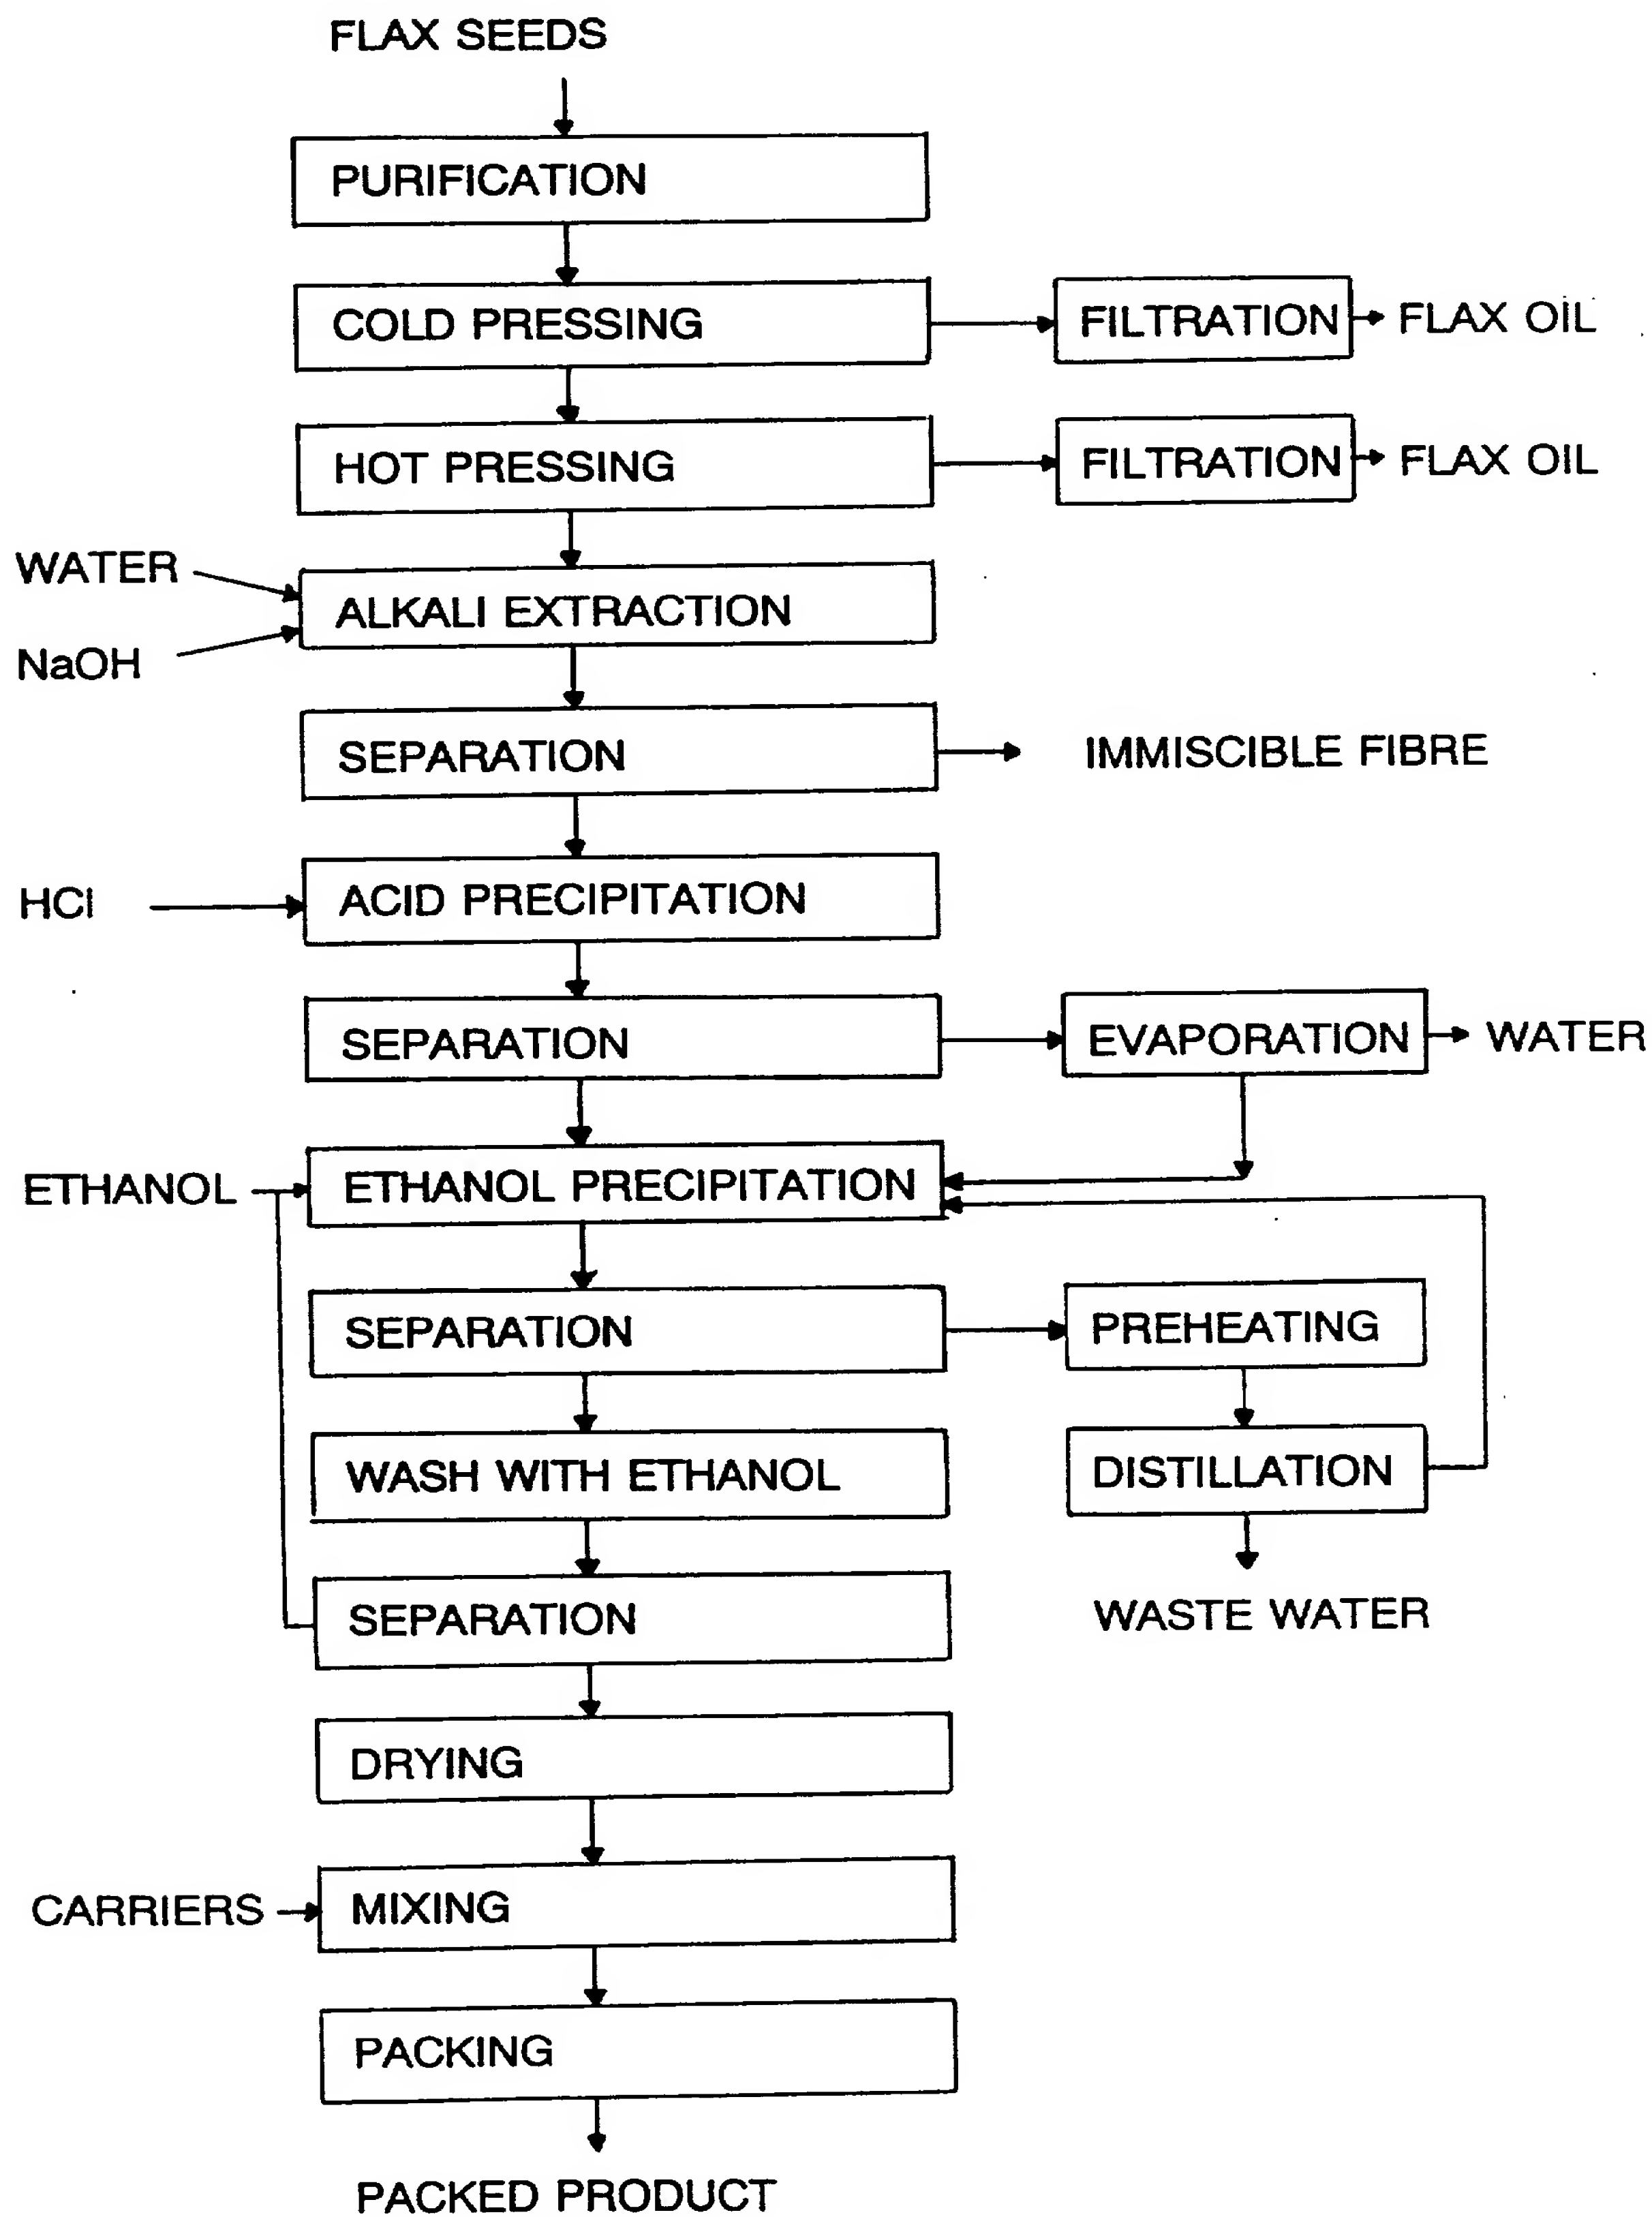 FLAX SEEDS
PURIFICATION
COLD PRESSING
FILTRATION
FLAX OIL
HOT PRESSING
FILTRATION
FLAX OIL
WATER
NaOH
ALKALI EXTRACTION
SEPARATION
IMMISCIBLE FIBRE
HCl
ACID PRECIPITATION
SEPARATION
EVAPORATION
WATER
ETHANOL
ETHANOL PRECIPITATION
SEPARATION
PREHEATING
WASH WITH ETHANOL
DISTILLATION
SEPARATION
WASTE WATER
DRYING
CARRIERS
MIXING
PACKING
PACKED PRODUCT